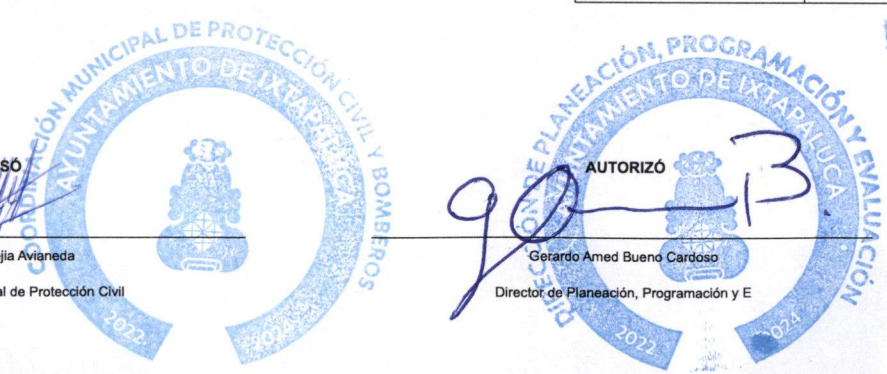 COORDINACIÓN MUNICIPAL DE PROTECCIÓN CIVIL Y BOMBEROS
AYUNTAMIENTO DE IXTAPALUCA
2022 2024
SÓ
jia Avianeda
al de Protección Civil
DIRECCIÓN DE PLANEACIÓN, PROGRAMACIÓN Y EVALUACIÓN
AYUNTAMIENTO DE IXTAPALUCA
2022 2024
AUTORIZÓ
Gerardo Amed Bueno Cardoso
Director de Planeación, Programación y E